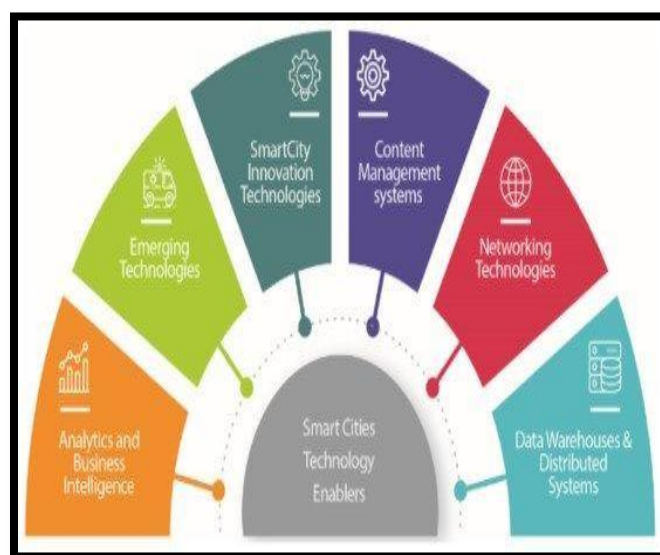 Analytics and
Business
Intelligence
Emerging
Technologies
SmartCity
Innovation
Technologies
Content
Management
systems
Networking
Technologies
Data Warehouses &
Distributed
Systems
Smart Cities
Technology
Enablers